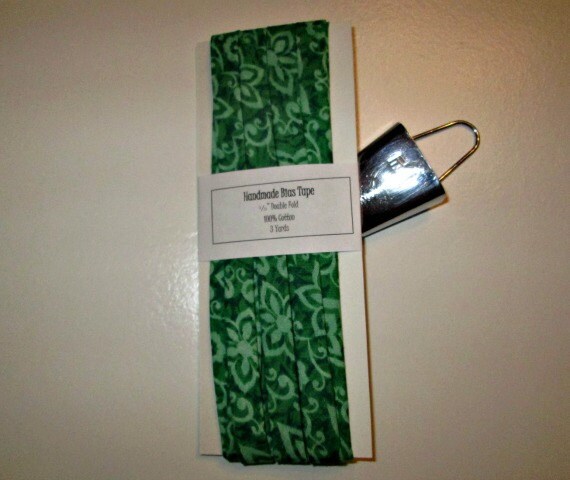 Handmade Bias Tape
" Double Fold
100% Cotton
3 Yards